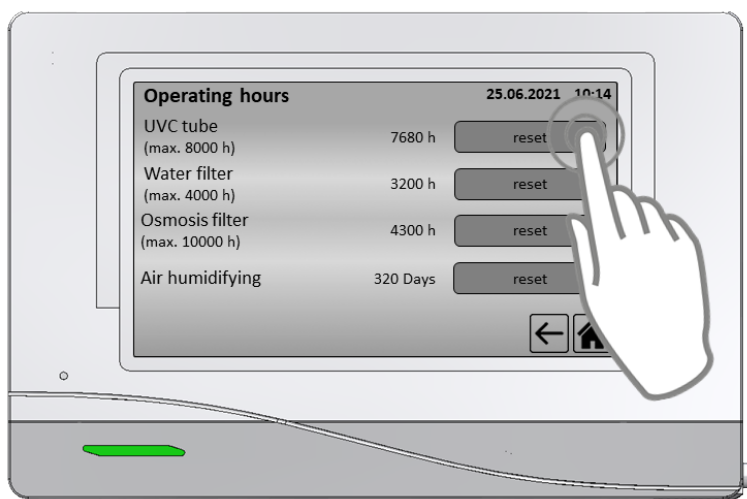 Operating hours 25.06.2021 10:14
UVC tube
(max. 8000 h) 7680 h reset
Water filter
(max. 4000 h) 3200 h reset
Osmosis filter
(max. 10000 h) 4300 h reset
Air humidifying 320 Days reset